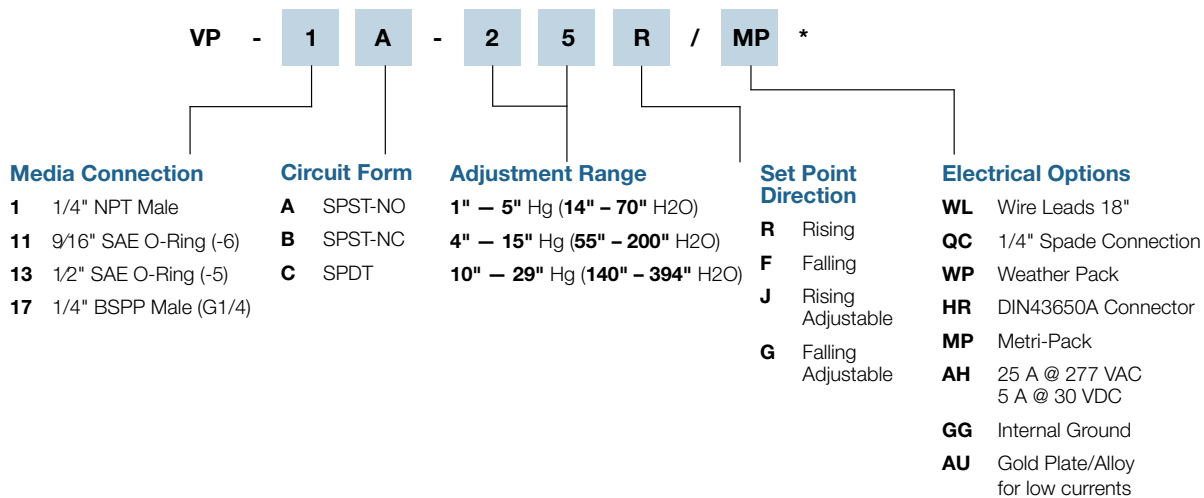 VP - 1 A - 2 5 R / MP *
Media Connection
1 1/4" NPT Male
11 9⁄16" SAE O-Ring (-6)
13 1⁄2" SAE O-Ring (-5)
17 1/4" BSPP Male (G1/4)
Circuit Form
A SPST-NO
B SPST-NC
C SPDT
Adjustment Range
1" — 5" Hg (14" – 70" H2O)
4" — 15" Hg (55" – 200" H2O)
10" — 29" Hg (140" – 394" H2O)
Set Point
Direction
R Rising
F Falling
J Rising
Adjustable
G Falling
Adjustable
Electrical Options
WL Wire Leads 18"
QC 1/4" Spade Connection
WP Weather Pack
HR DIN43650A Connector
MP Metri-Pack
AH 25 A @ 277 VAC
5 A @ 30 VDC
GG Internal Ground
AU Gold Plate/Alloy
for low currents